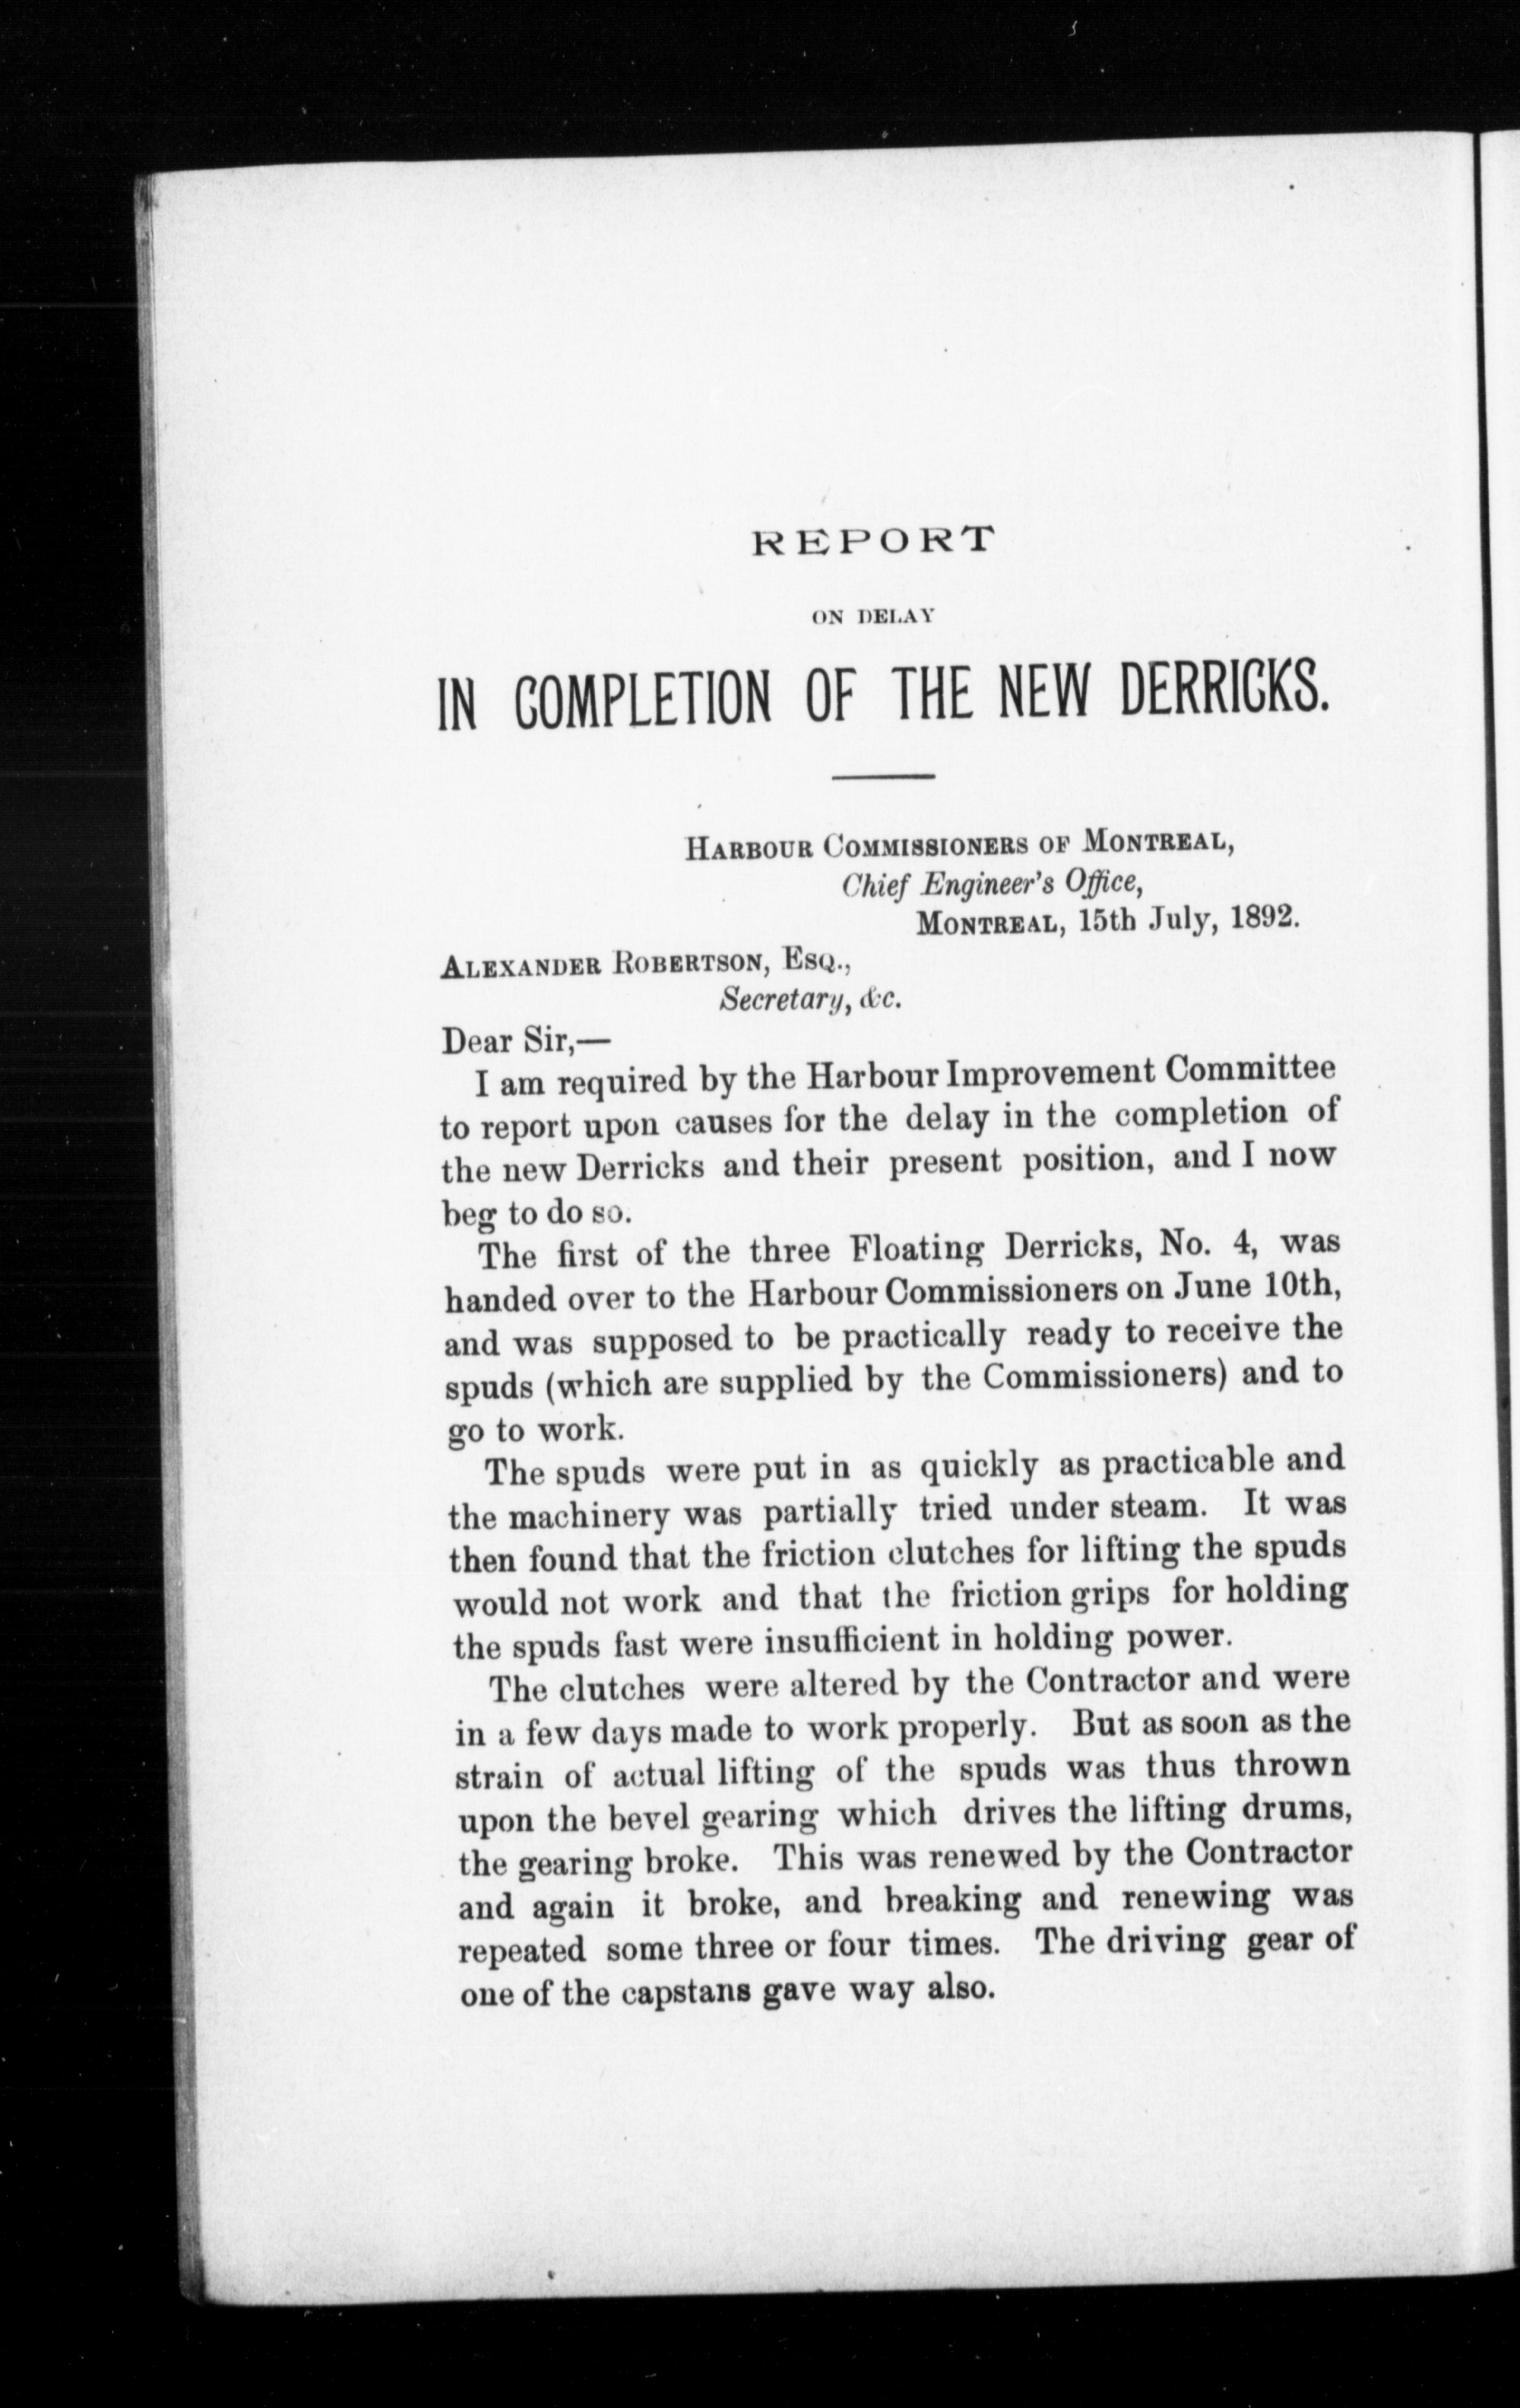 REPORT
ON DELAY
IN COMPLETION OF THE NEW DERRICKS.
HARBOUR COMMISSIONERS OF MONTREAL,
Chief Engineer's Office,
MONTREAL, 15th July, 1892.
ALEXANDER ROBERTSON, ESQ.,
Secretary, &c.
Dear Sir,—
I am required by the Harbour Improvement Committee
to report upon causes for the delay in the completion of
the new Derricks and their present position, and I now
beg to do so.
The first of the three Floating Derricks, No. 4, was
handed over to the Harbour Commissioners on June 10th,
and was supposed to be practically ready to receive the
spuds (which are supplied by the Commissioners) and to
go to work.
The spuds were put in as quickly as practicable and
the machinery was partially tried under steam. It was
then found that the friction clutches for lifting the spuds
would not work and that the friction grips for holding
the spuds fast were insufficient in holding power.
The clutches were altered by the Contractor and were
in a few days made to work properly. But as soon as the
strain of actual lifting of the spuds was thus thrown
upon the bevel gearing which drives the lifting drums,
the gearing broke. This was renewed by the Contractor
and again it broke, and breaking and renewing was
repeated some three or four times. The driving gear of
one of the capstans gave way also.